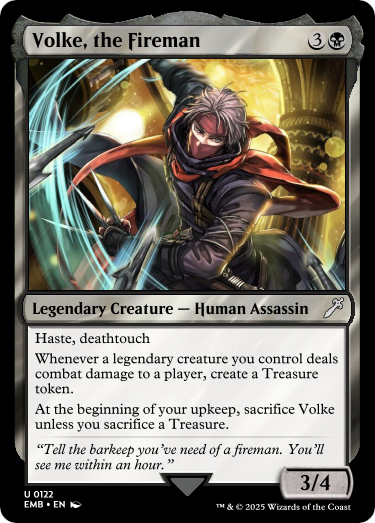 Volke, the Fireman 3
Legendary Creature — Human Assassin
Haste, deathtouch
Whenever a legendary creature you control deals
combat damage to a player, create a Treasure
token.
At the beginning of your upkeep, sacrifice Volke
unless you sacrifice a Treasure.
“Tell the barkeep you’ve need of a fireman. You’ll
see me within an hour.”
3/4
U 0122
EMB • EN
™ & © 2025 Wizards of the Coast